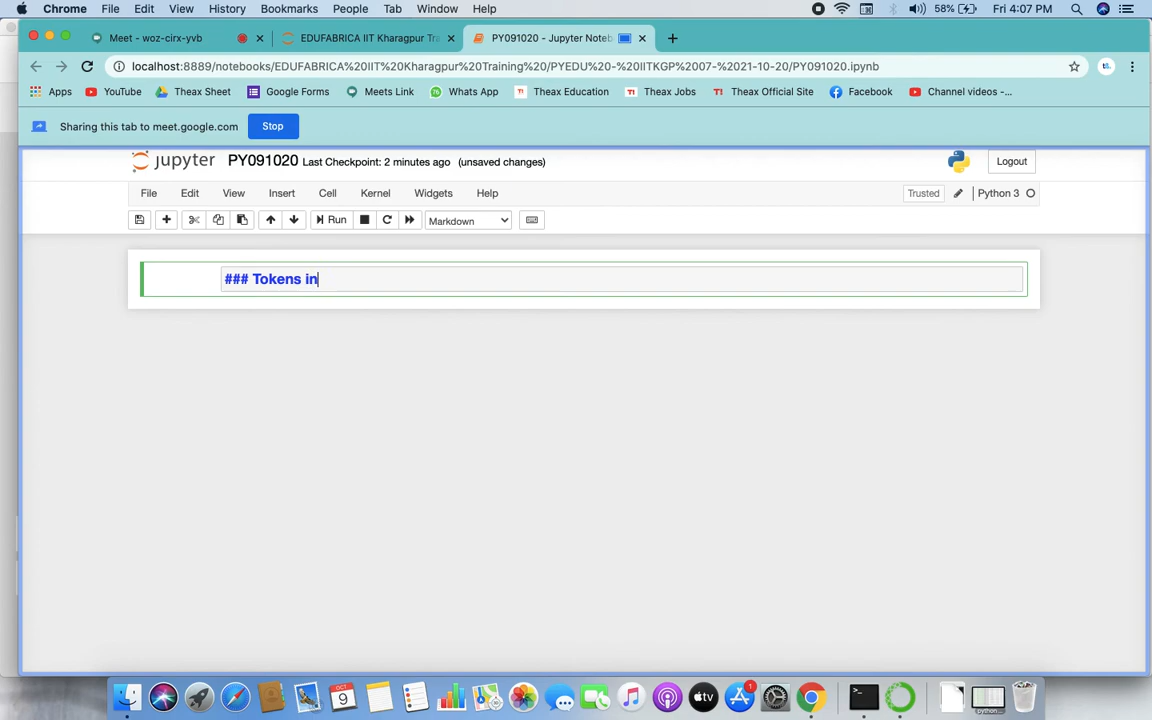 Chrome File Edit View History Bookmarks People Tab Window Help 58% Fri 4:07 PM
Meet - woz-cirx-yvb EDUFABRICA IIT Kharagpur Tra PY091020 - Jupyter Noteb
localhost:8889/notebooks/EDUFABRICA%20IIT%20Kharagpur%20Training%20/PYEDU%20-%20IITKGP%2007-%2021-10-20/PY091020.ipynb
Apps YouTube Theax Sheet Google Forms Meets Link Whats App Theax Education Theax Jobs Theax Official Site Facebook Channel videos -...
Sharing this tab to meet.google.com Stop
jupyter PY091020 Last Checkpoint: 2 minutes ago (unsaved changes) Logout
File Edit View Insert Cell Kernel Widgets Help Trusted Python 3
Run Markdown
### Tokens in
OCT
9
1
python...